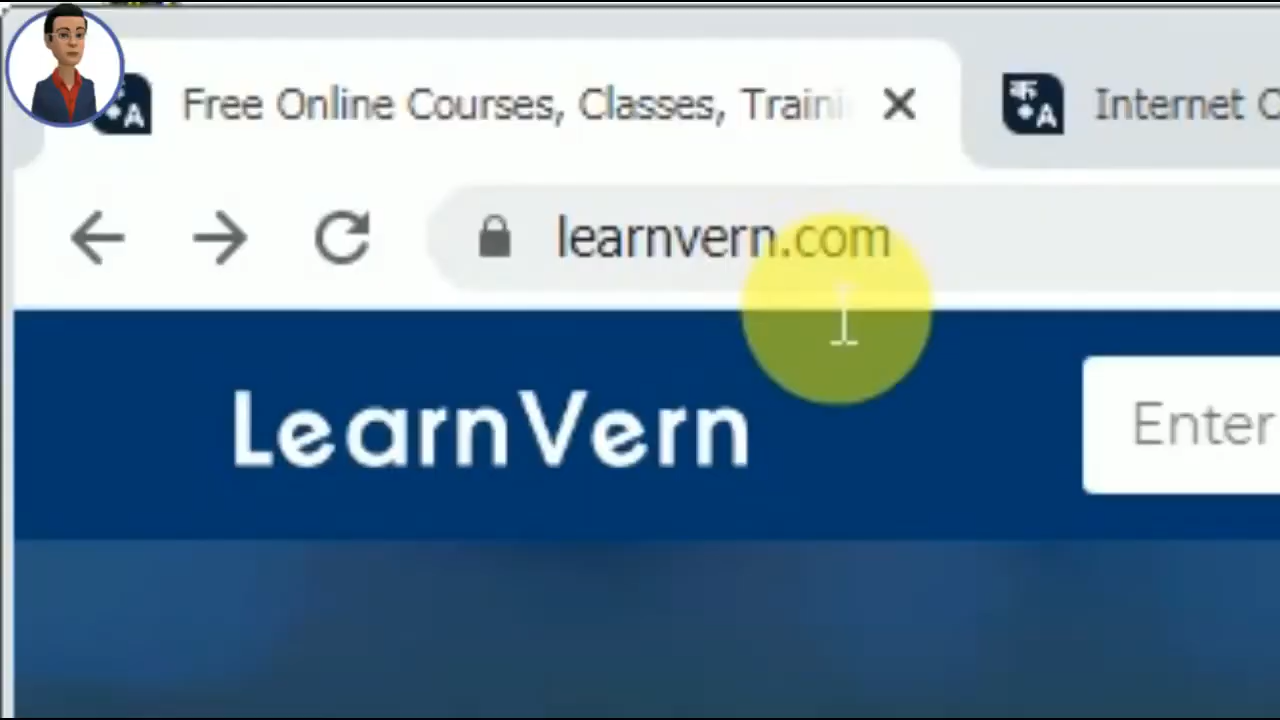 Free Online Courses, Classes, Traini
Internet
learnvern.com
LearnVern
Enter